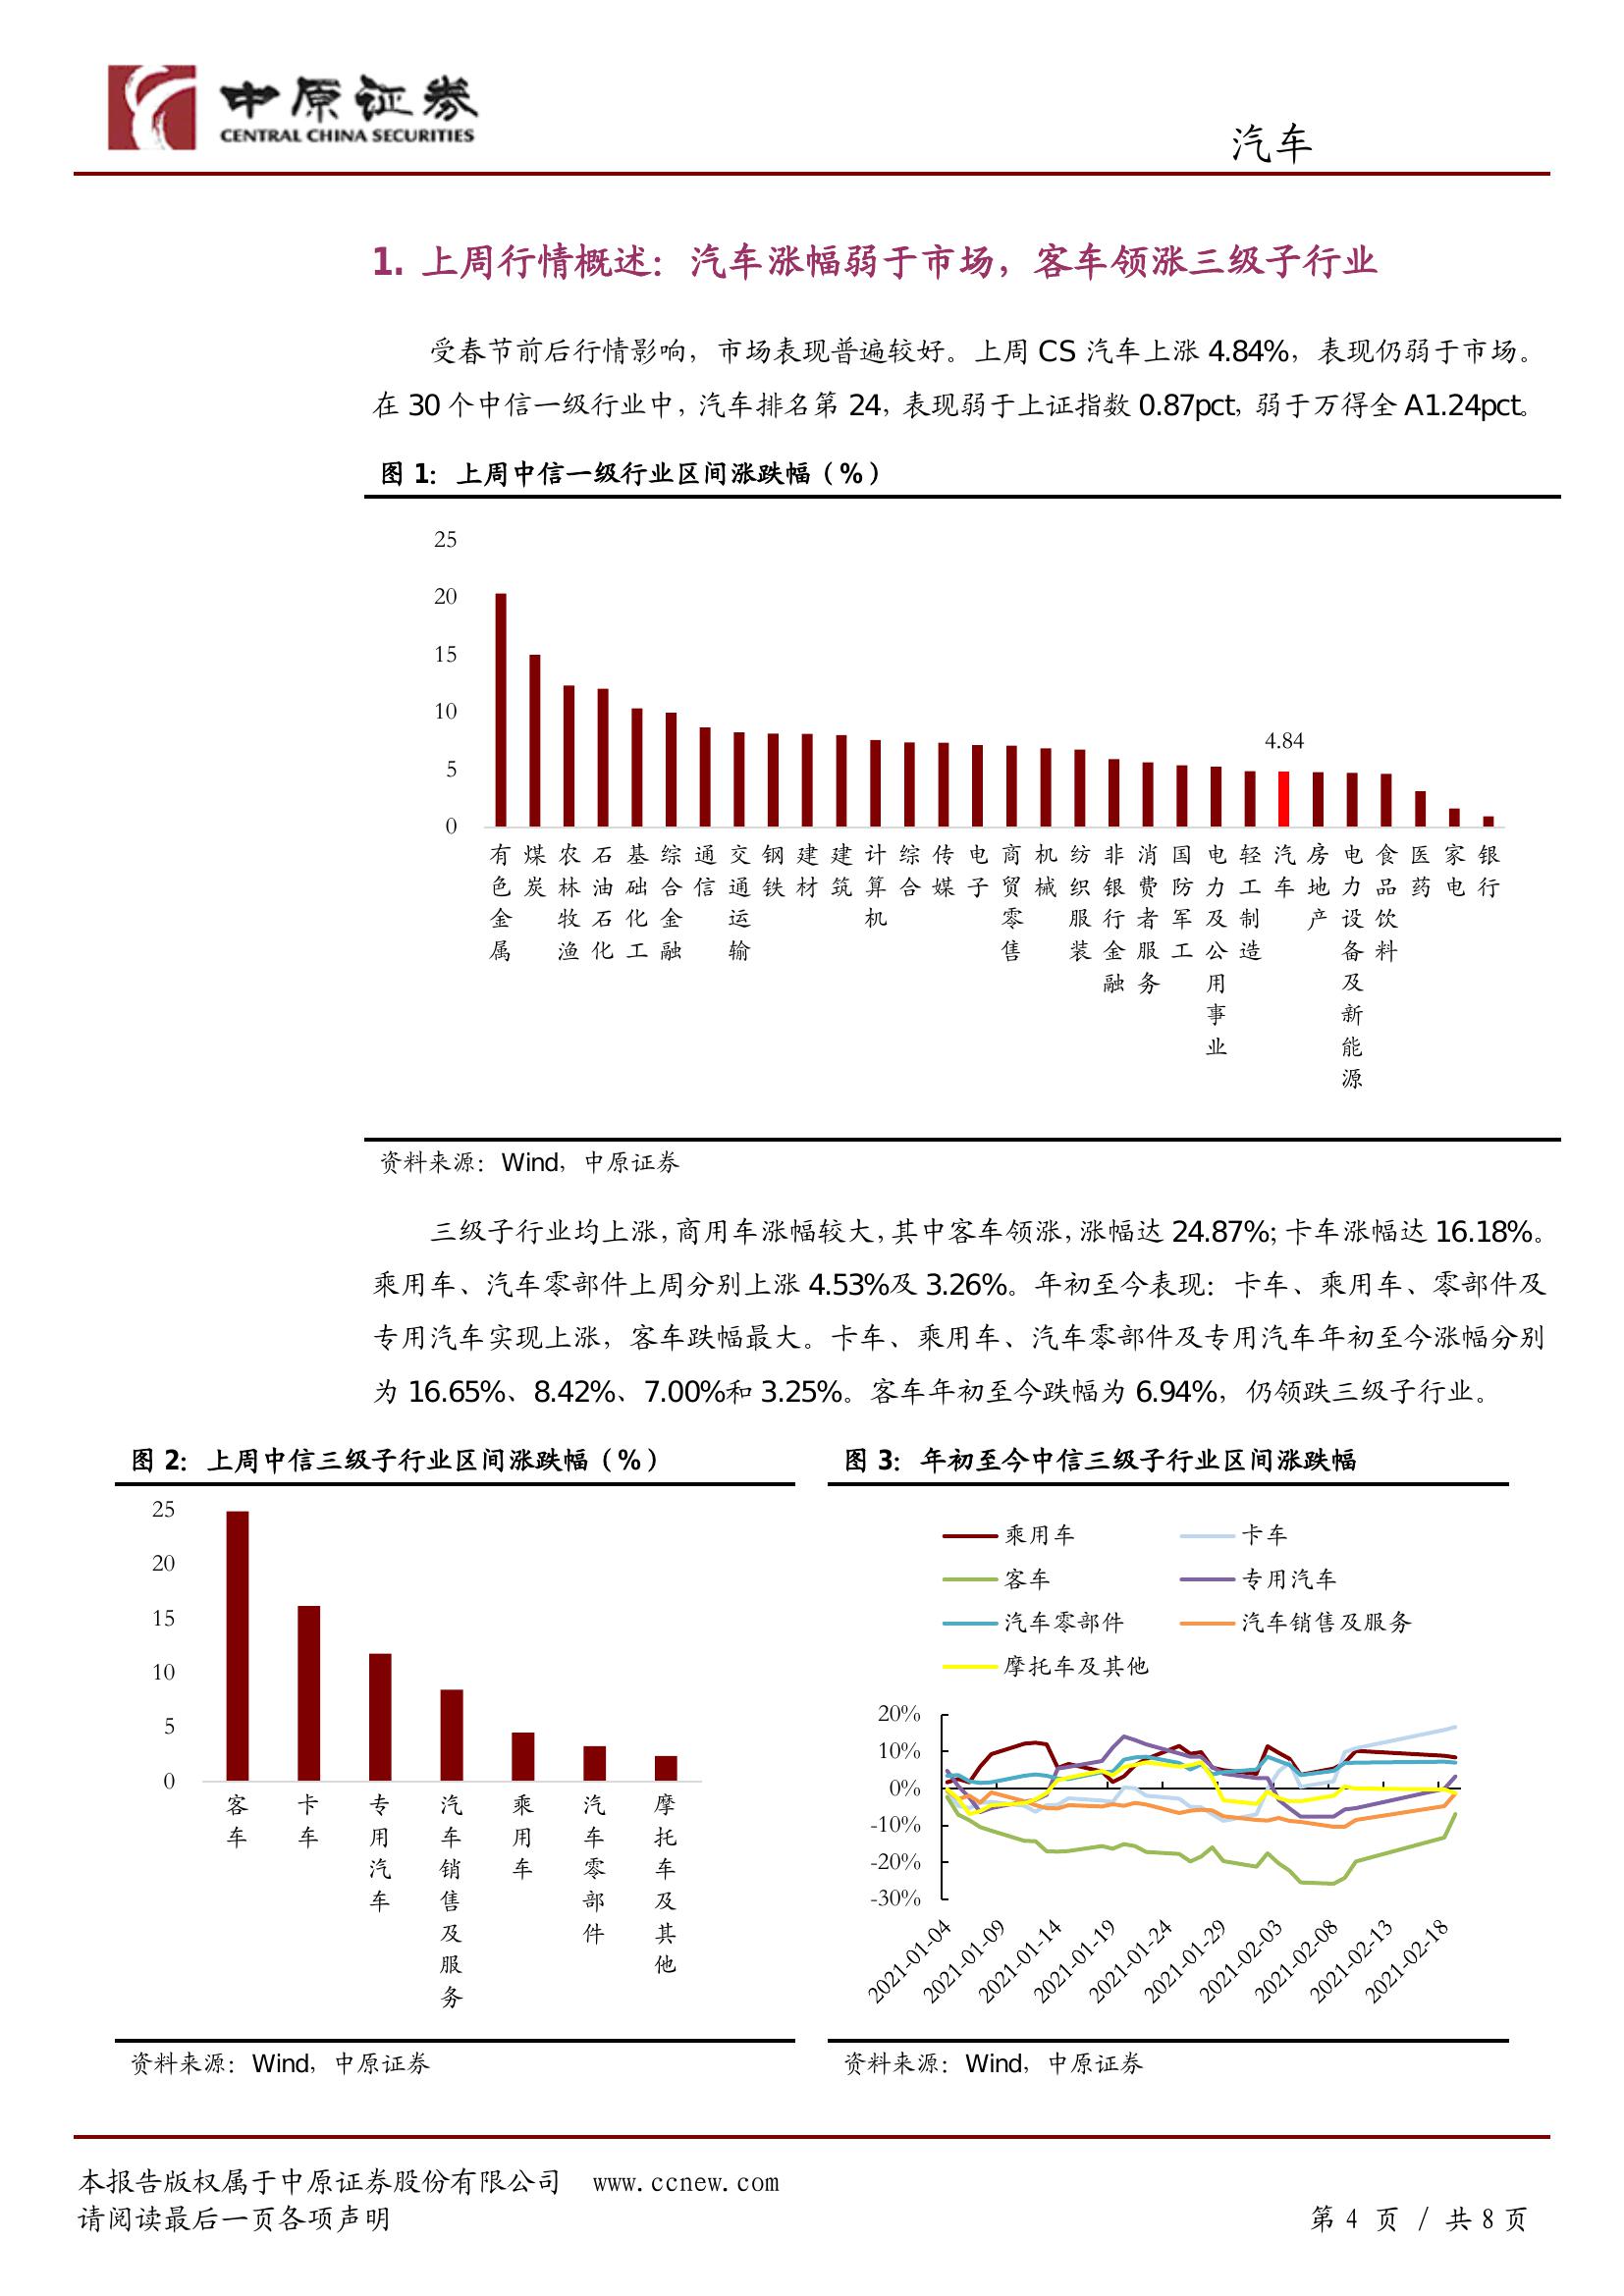 中原证券
CENTRAL CHINA SECURITIES
汽车
1. 上周行情概述：汽车涨幅弱于市场，客车领涨三级子行业
受春节前后行情影响，市场表现普遍较好。上周 CS 汽车上涨 4.84%，表现仍弱于市场。
在 30 个中信一级行业中，汽车排名第 24，表现弱于上证指数 0.87pct，弱于万得全 A1.24pct。
图 1：上周中信一级行业区间涨跌幅（%）
25
20
15
10
5
0
4.84
有色金属
煤炭
农林牧渔
石油石化
基础化工
综合金融
通信
交通运输
钢铁
建材
建筑
计算机
综合
传媒
电子
商贸零售
机械
纺织服装
非银行金融
消费者服务
国防军工
电力及公用事业
轻工制造
汽车
房地产
电力设备及新能源
食品饮料
医药
家电
银行
资料来源：Wind，中原证券
三级子行业均上涨，商用车涨幅较大，其中客车领涨，涨幅达 24.87%；卡车涨幅达 16.18%。
乘用车、汽车零部件上周分别上涨 4.53%及 3.26%。年初至今表现：卡车、乘用车、零部件及
专用汽车实现上涨，客车跌幅最大。卡车、乘用车、汽车零部件及专用汽车年初至今涨幅分别
为 16.65%、8.42%、7.00%和 3.25%。客车年初至今跌幅为 6.94%，仍领跌三级子行业。
图 2：上周中信三级子行业区间涨跌幅（%）
25
20
15
10
5
0
客车
卡车
专用汽车
汽车销售及服务
乘用车
汽车零部件
摩托车及其他
资料来源：Wind，中原证券
图 3：年初至今中信三级子行业区间涨跌幅
乘用车
卡车
客车
专用汽车
汽车零部件
汽车销售及服务
摩托车及其他
20%
10%
0%
-10%
-20%
-30%
2021-01-04
2021-01-09
2021-01-14
2021-01-19
2021-01-24
2021-01-29
2021-02-03
2021-02-08
2021-02-13
2021-02-18
资料来源：Wind，中原证券
本报告版权属于中原证券股份有限公司 www.ccnew.com
请阅读最后一页各项声明
第 4 页 / 共 8 页